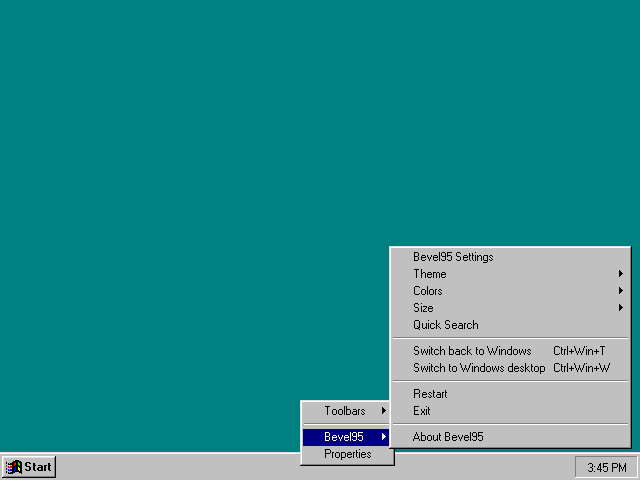 Bevel95 Settings
Theme
Colors
Size
Quick Search
Switch back to Windows Ctrl+Win+T
Switch to Windows desktop Ctrl+Win+W
Restart
Exit
About Bevel95
Toolbars
Bevel95
Properties
Start
3:45 PM